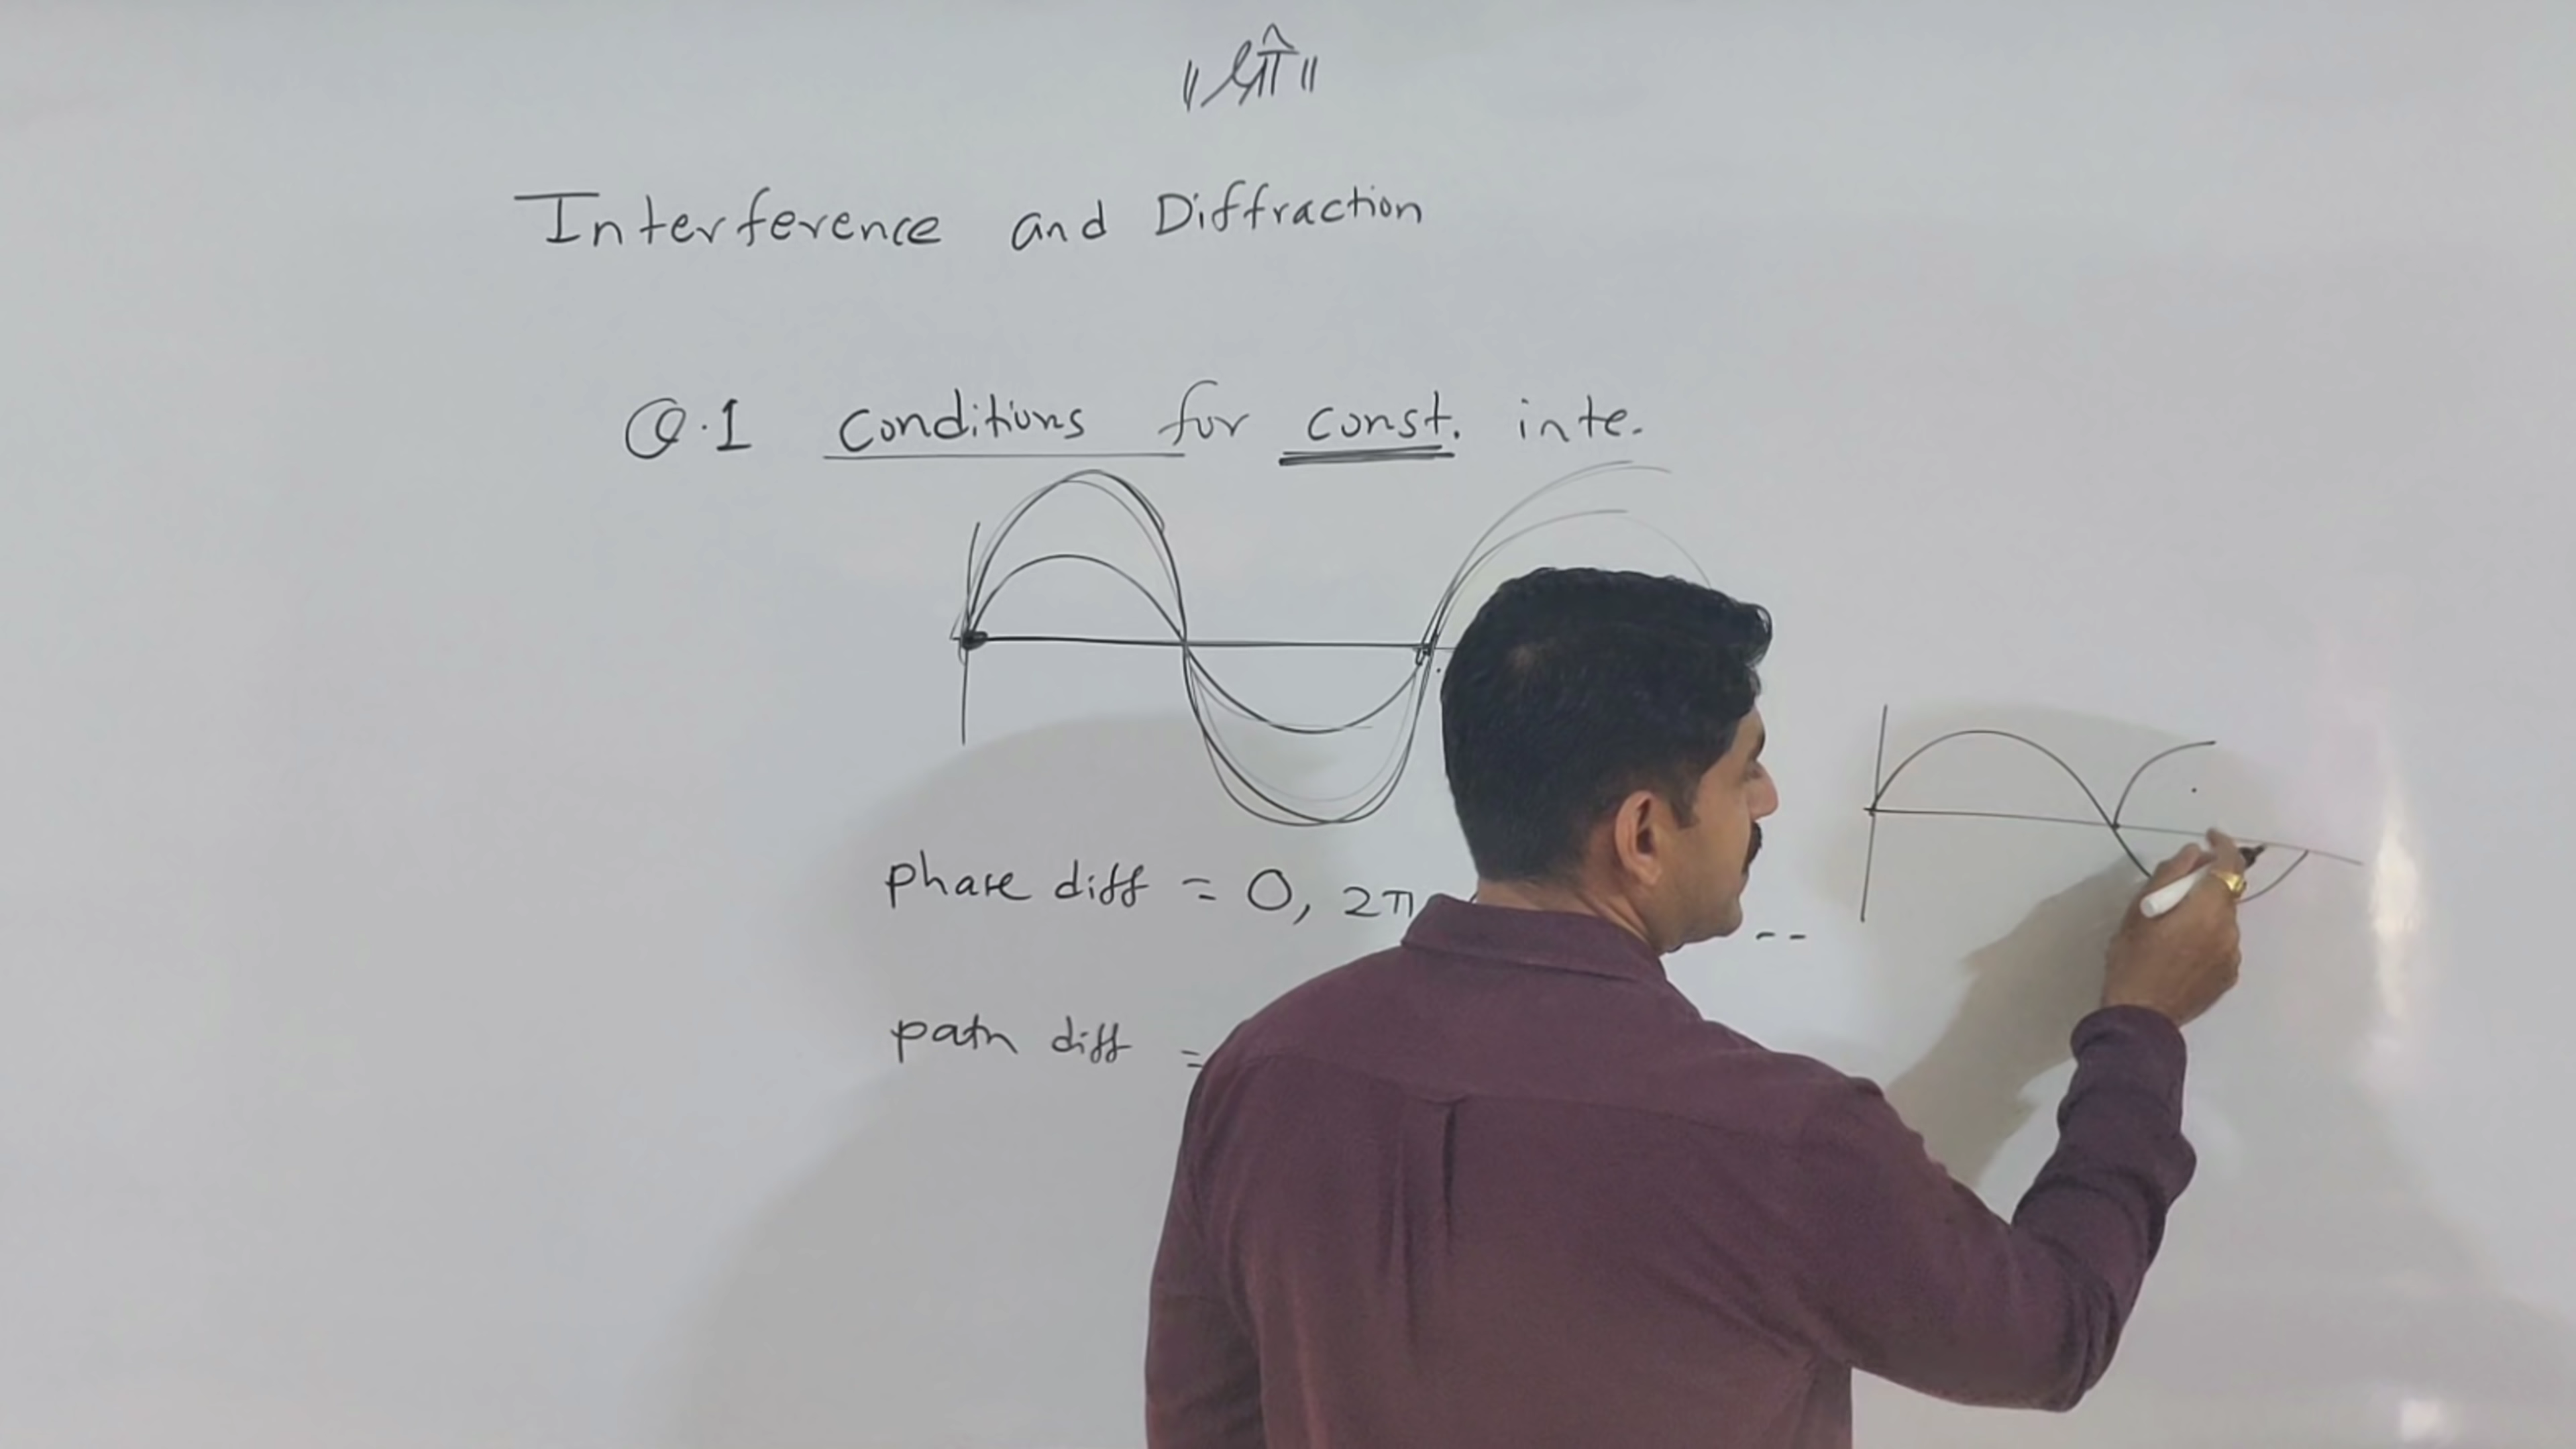 ॥ श्री ॥
Interference and Diffraction
Q.1 Conditions for const. inte.
phase diff = 0, 2π --
path diff =